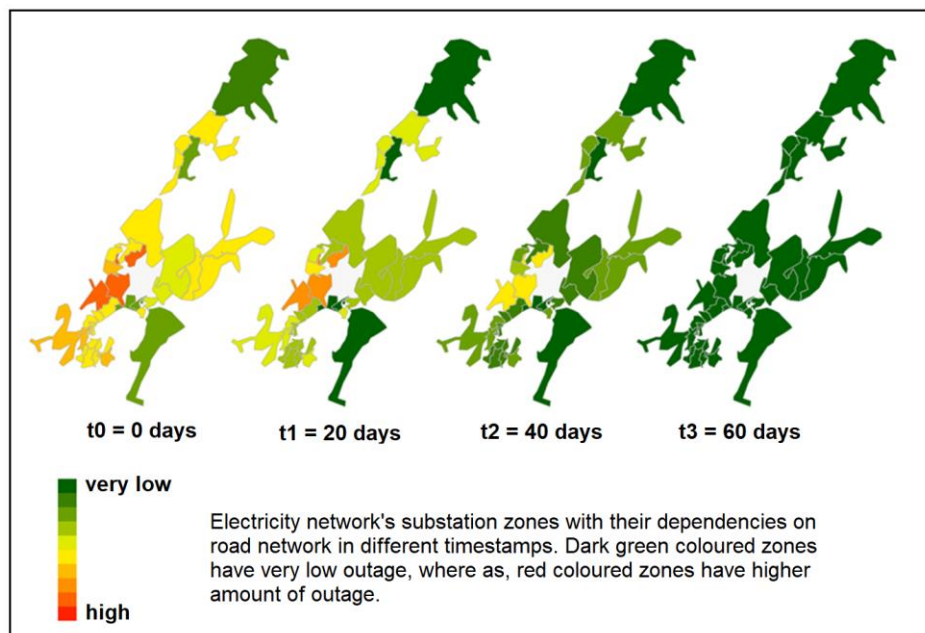 t0 = 0 days
t1 = 20 days
t2 = 40 days
t3 = 60 days
very low
high
Electricity network's substation zones with their dependencies on
road network in different timestamps. Dark green coloured zones
have very low outage, where as, red coloured zones have higher
amount of outage.